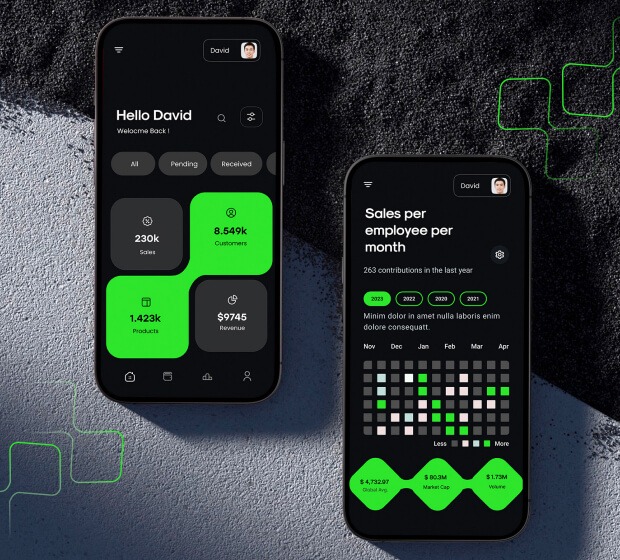 David
Hello David
Welocme Back !
All
Pending
Received
230k
Sales
8.549k
Customers
1.423k
Products
$9745
Revenue
David
Sales per
employee per
month
263 contributions in the last year
2023
2022
2020
2021
Minim dolor in amet nulla laboris enim
dolore consequatt.
Nov Dec Jan Feb Mar Apr
Less More
$ 4,732.97
Global Avg.
$ 90.3M
Market Cap
$ 1.73M
Volume